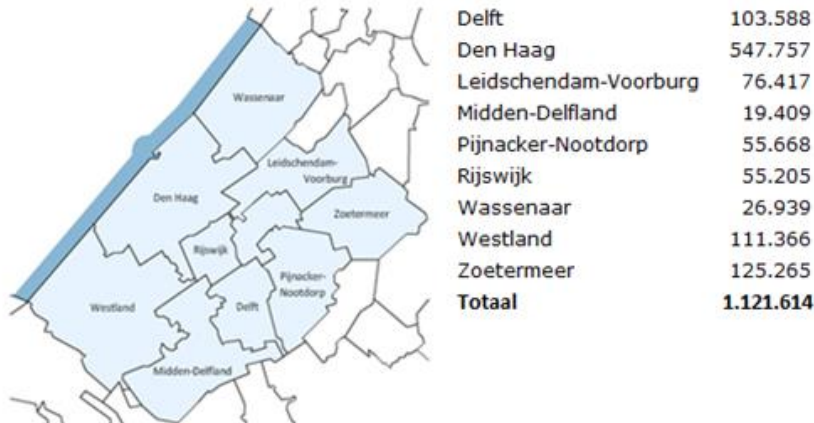 Wassenaar
Leidschendam-
Voorburg
Den Haag
Zoetermeer
Rijswijk
Pijnacker-
Nootdorp
Westland
Delft
Midden-Delfland
Delft 103.588
Den Haag 547.757
Leidschendam-Voorburg 76.417
Midden-Delfland 19.409
Pijnacker-Nootdorp 55.668
Rijswijk 55.205
Wassenaar 26.939
Westland 111.366
Zoetermeer 125.265
Totaal 1.121.614